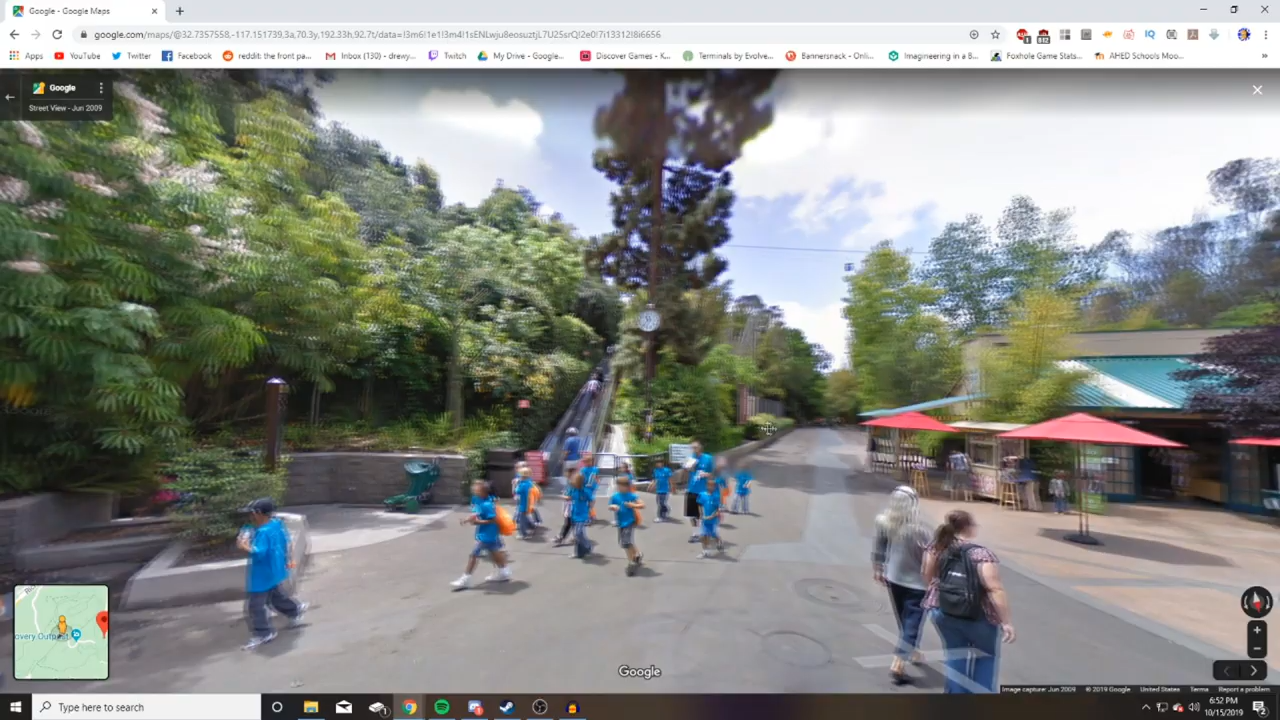 Google - Google Maps
google.com/maps/@32.7357558,-117.151739,3a,70.3y,192.33h,92.7t/data=!3m6!1e1!3m4!1sENLwju8eosuztjL7U25srQ!2e0!7i13312!8i6656
Apps YouTube Twitter Facebook reddit: the front pa... Inbox (130) - drewy... Twitch My Drive - Google... Discover Games - K... Terminals by Evolve... Bannersnack - Onli... Imagineering in a B... Foxhole Game Stats... AHED Schools Moo...
Google
Street View - Jun 2009
overy Outpost
Google
Image capture: Jun 2009 © 2019 Google United States Terms Report a problem
Type here to search
6:52 PM
10/15/2019
2